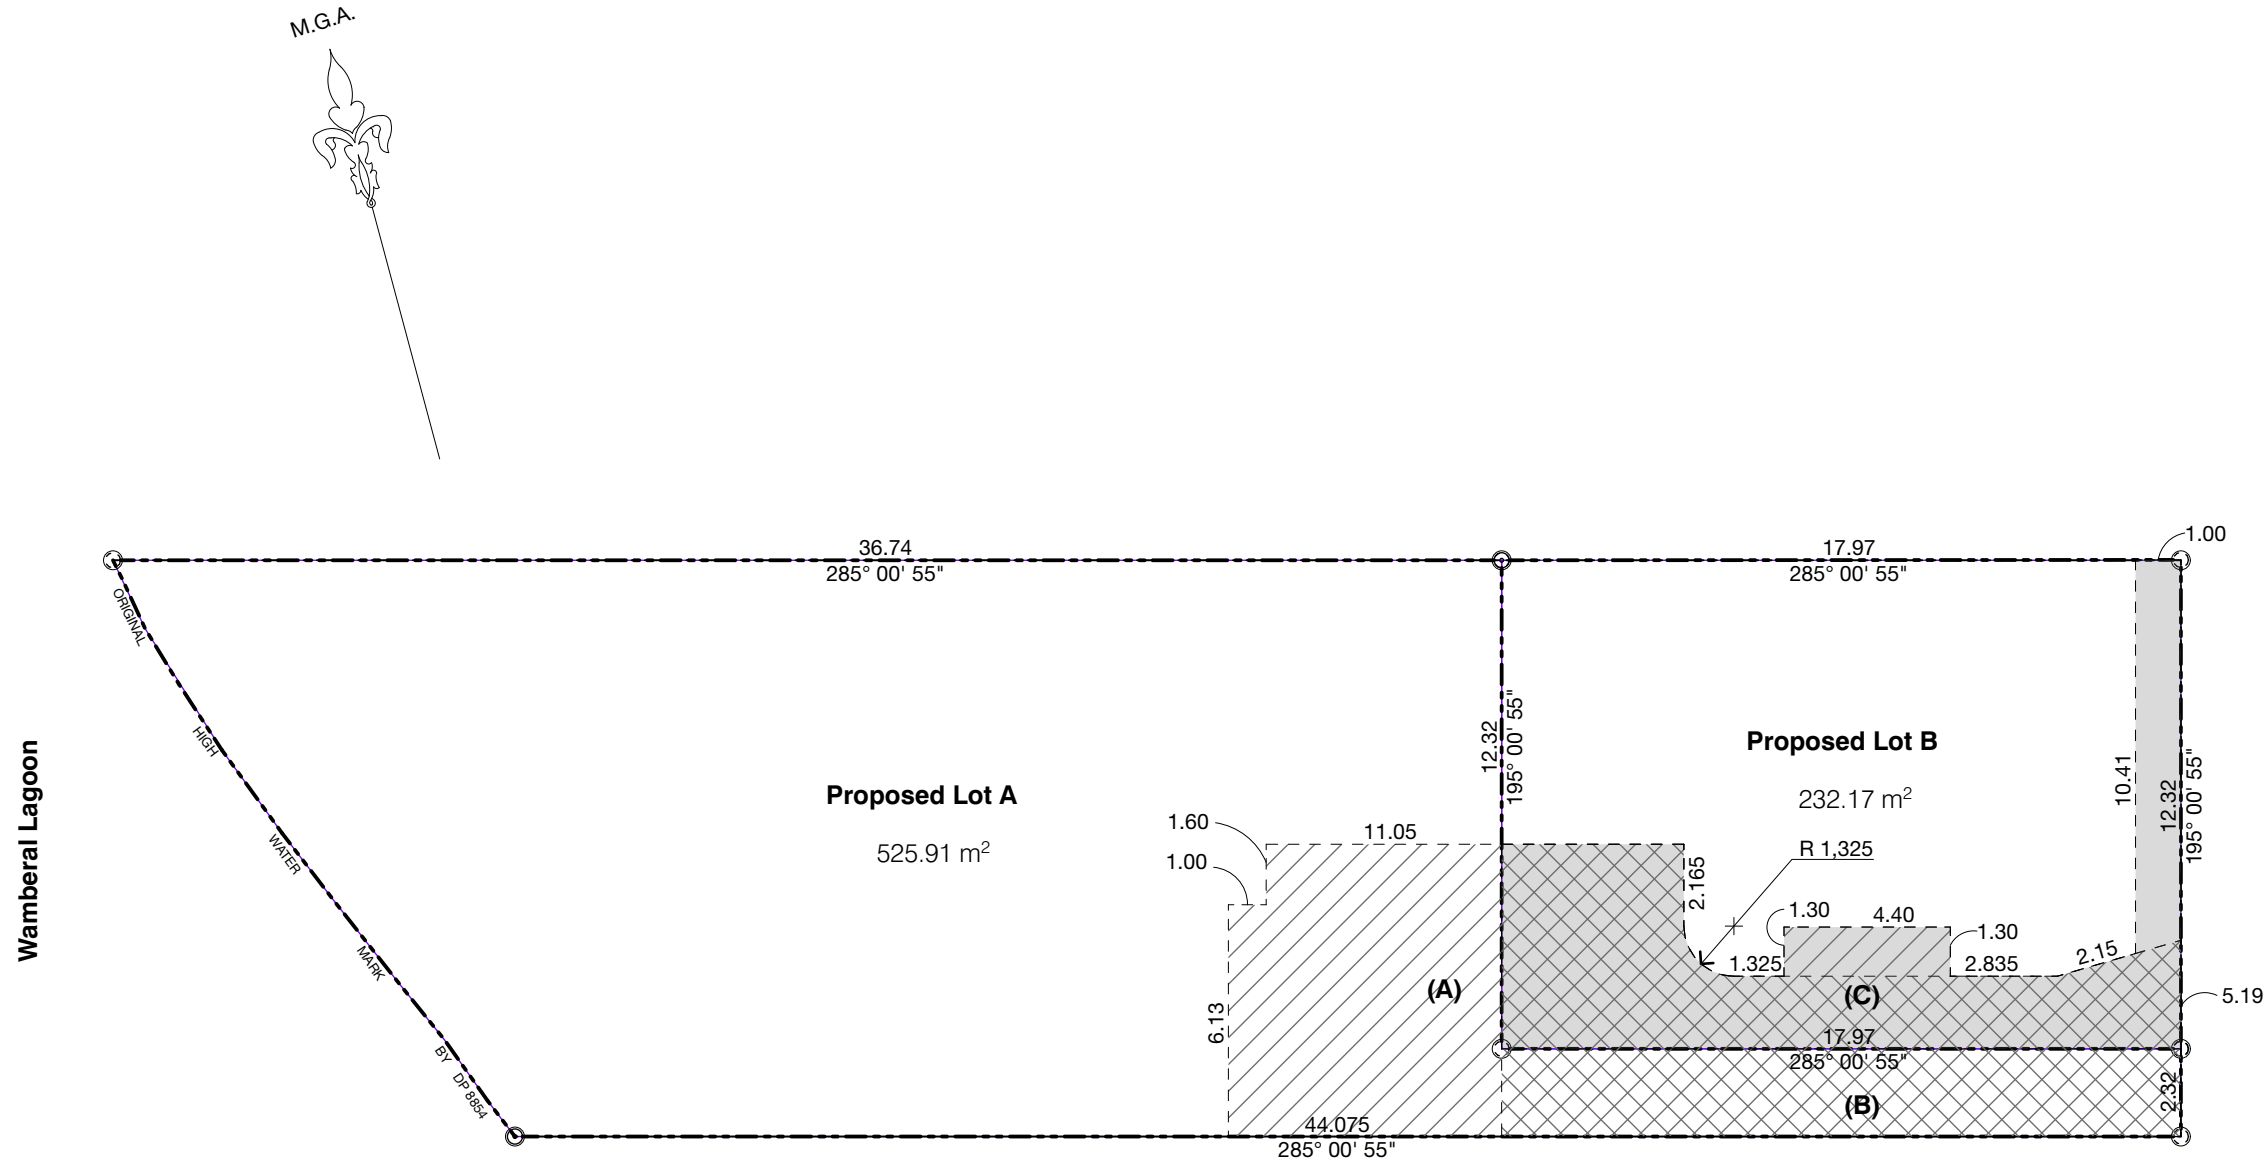 M.G.A.
36.74
285° 00' 55"
17.97
285° 00' 55"
1.00
ORIGINAL
HIGH
WATER
MARK
BY DP 8854
Wamberal Lagoon
Proposed Lot A
525.91 m²
12.32
195° 00' 55"
Proposed Lot B
232.17 m²
10.41
12.32
195° 00' 55"
1.60
11.05
1.00
6.13
(A)
2.165
R 1,325
1.30
4.40
1.30
1.325
2.835
2.15
(C)
5.19
17.97
285° 00' 55"
(B)
2.32
44.075
285° 00' 55"